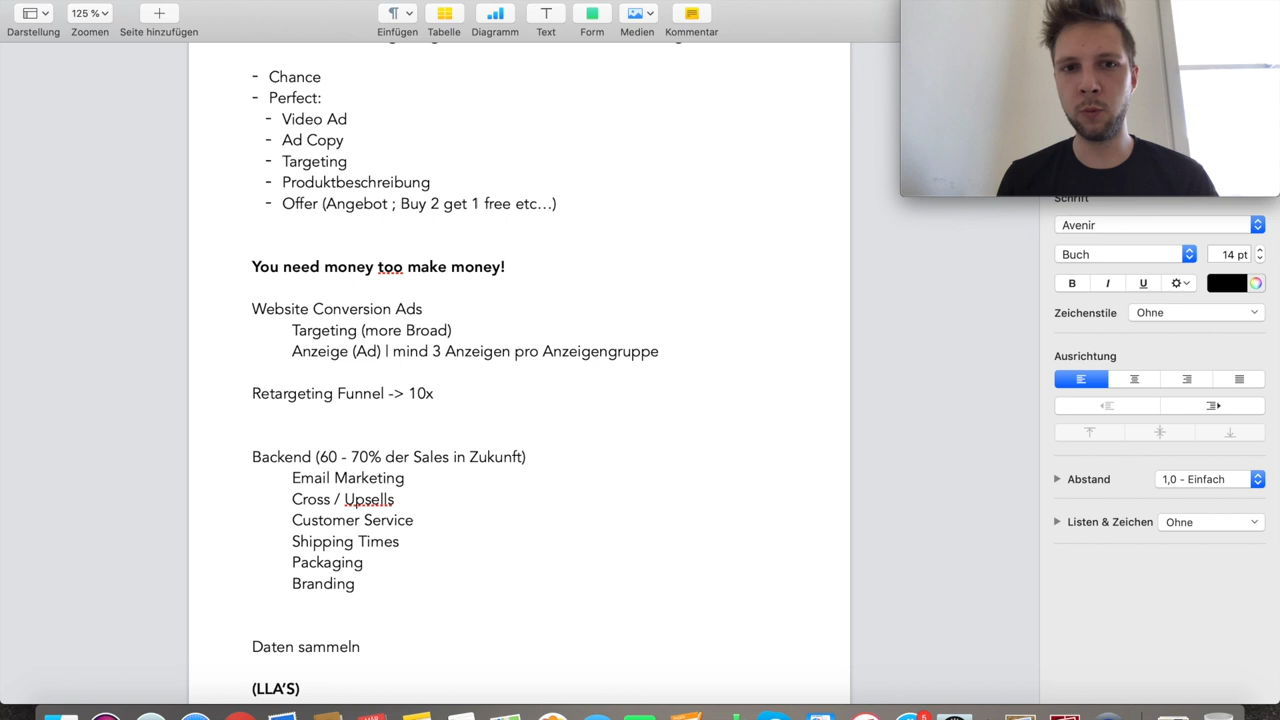 125 %
Darstellung
Zoomen
Seite hinzufügen
Einfügen
Tabelle
Diagramm
Text
Form
Medien
Kommentar
- Chance
- Perfect:
- Video Ad
- Ad Copy
- Targeting
- Produktbeschreibung
- Offer (Angebot ; Buy 2 get 1 free etc…)
You need money too make money!
Website Conversion Ads
Targeting (more Broad)
Anzeige (Ad) | mind 3 Anzeigen pro Anzeigengruppe
Retargeting Funnel -> 10x
Backend (60 - 70% der Sales in Zukunft)
Email Marketing
Cross / Upsells
Customer Service
Shipping Times
Packaging
Branding
Daten sammeln
(LLA'S)
Schrift
Avenir
Buch
14 pt
B I U
Zeichenstile
Ohne
Ausrichtung
Abstand
1,0 - Einfach
Listen & Zeichen
Ohne
5